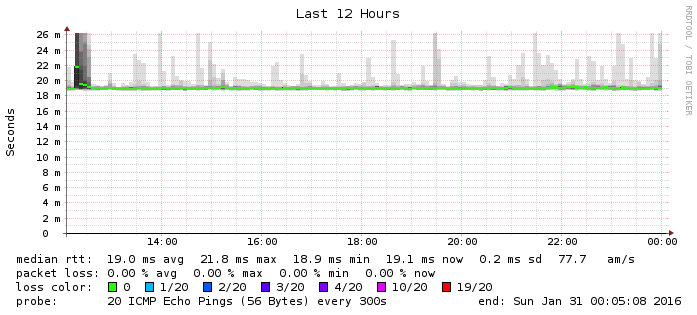 Last 12 Hours
RRDTOOL / TOBI OETIKER
Seconds
26 m
24 m
22 m
20 m
18 m
16 m
14 m
12 m
10 m
8 m
6 m
4 m
2 m
0
14:00 16:00 18:00 20:00 22:00 00:00
median rtt: 19.0 ms avg 21.8 ms max 18.9 ms min 19.1 ms now 0.2 ms sd 77.7 am/s
packet loss: 0.00 % avg 0.00 % max 0.00 % min 0.00 % now
loss color: 0 1/20 2/20 3/20 4/20 10/20 19/20
probe: 20 ICMP Echo Pings (56 Bytes) every 300s end: Sun Jan 31 00:05:08 2016